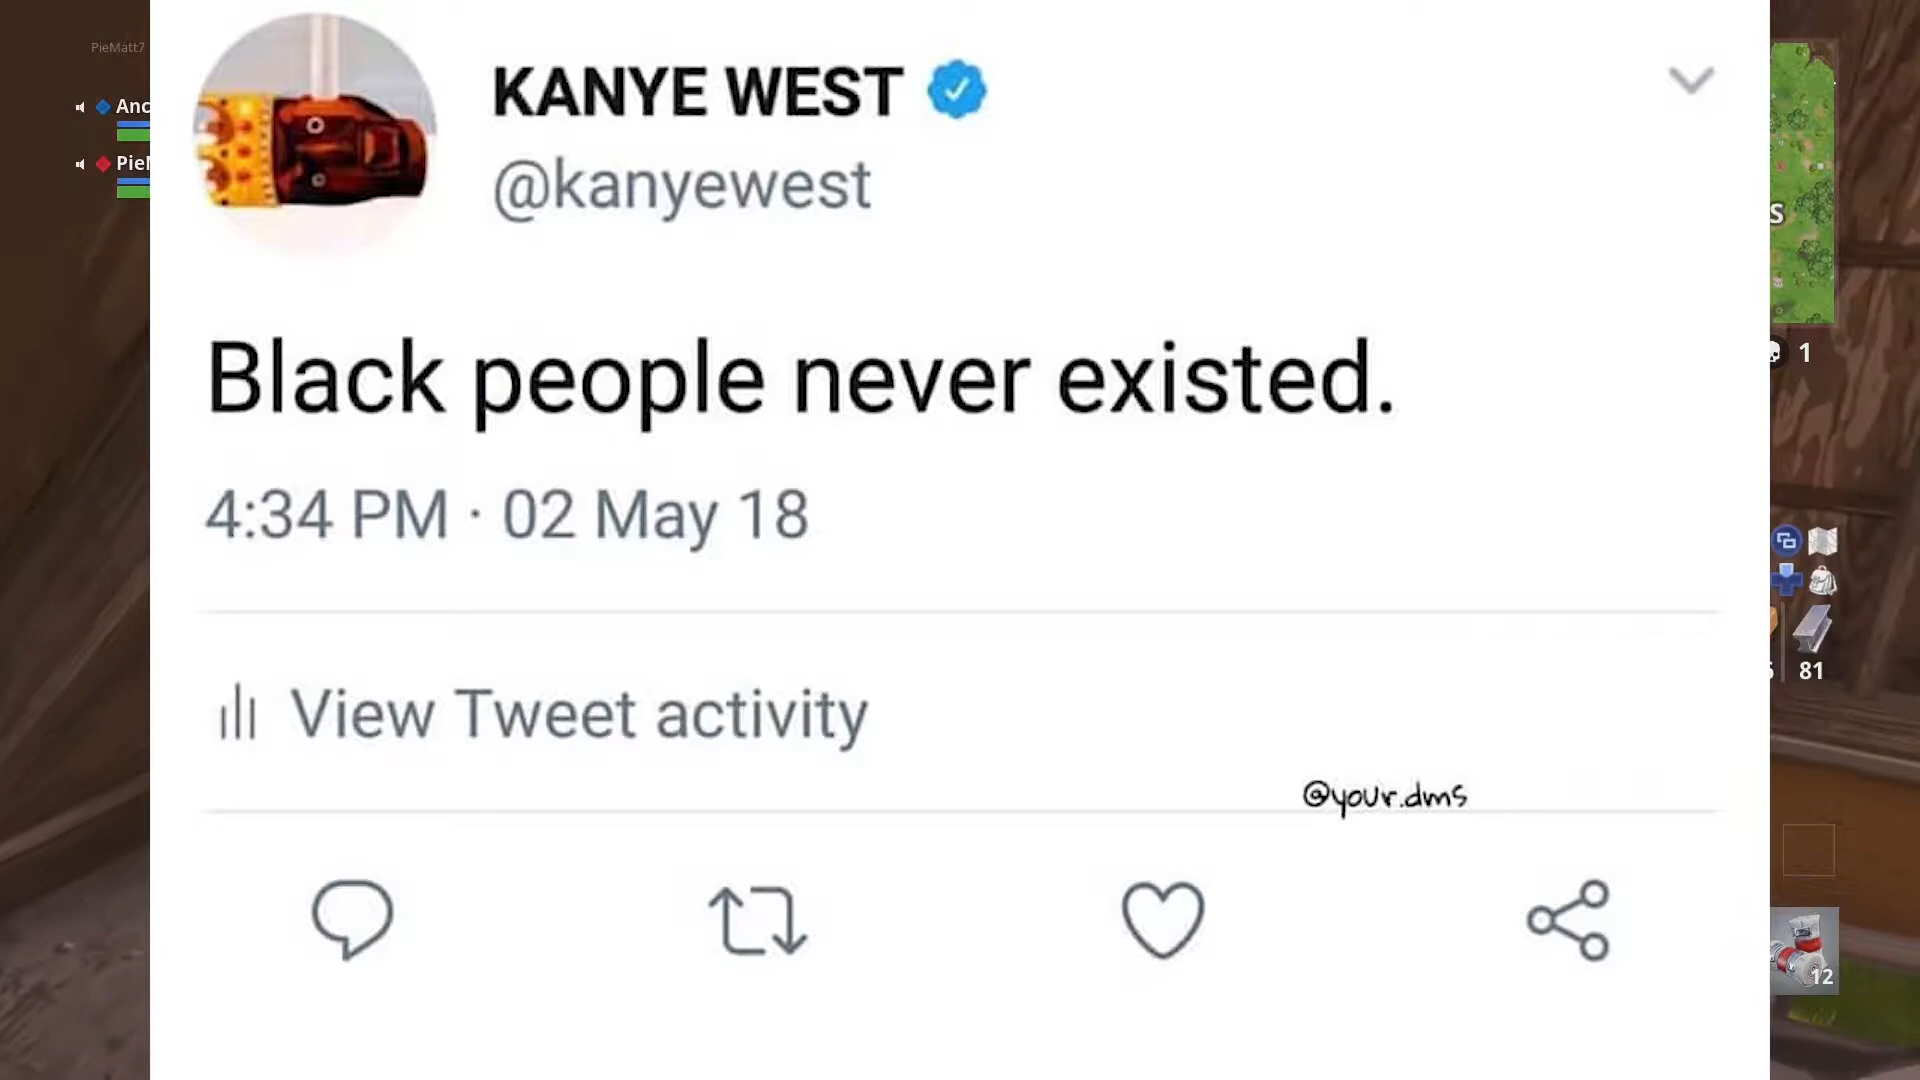 PieMatt7
Anc
Pie
KANYE WEST
@kanyewest
Black people never existed.
4:34 PM · 02 May 18
View Tweet activity
@your.dms
S
1
81
12